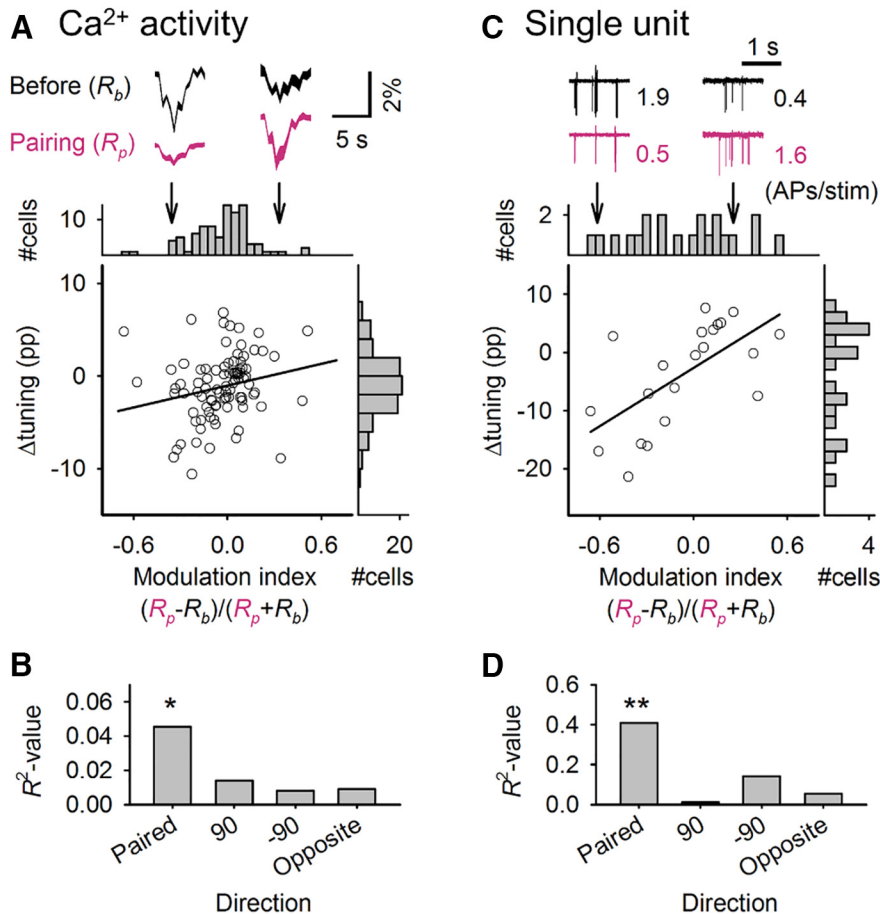 A Ca2+ activity
Before (Rb)
Pairing (Rp)
2%
5 s
#cells
10
Δtuning (pp)
10
0
-10
-0.6 0.0 0.6
20
Modulation index
#cells
(Rp-Rb)/(Rp+Rb)
B
R2-value
0.06
0.04
0.02
0.00
*
Paired 90 -90 Opposite
Direction
C Single unit
1 s
1.9 0.4
0.5 1.6
(APs/stim)
#cells
2
Δtuning (pp)
10
0
-10
-20
-0.6 0.0 0.6
4
Modulation index
#cells
(Rp-Rb)/(Rp+Rb)
D
R2-value
0.6
0.4
0.2
0.0
**
Paired 90 -90 Opposite
Direction